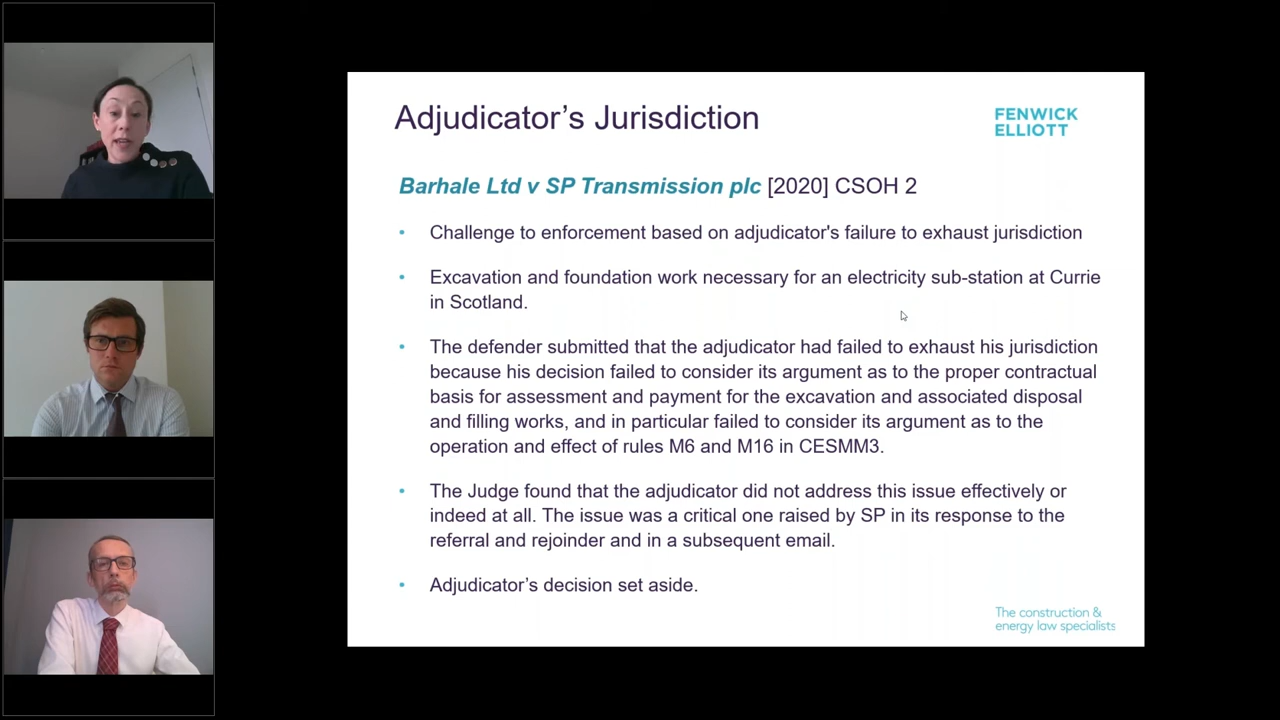 Adjudicator's Jurisdiction
FENWICK
ELLIOTT
Barhale Ltd v SP Transmission plc [2020] CSOH 2
• Challenge to enforcement based on adjudicator's failure to exhaust jurisdiction
• Excavation and foundation work necessary for an electricity sub-station at Currie
in Scotland.
• The defender submitted that the adjudicator had failed to exhaust his jurisdiction
because his decision failed to consider its argument as to the proper contractual
basis for assessment and payment for the excavation and associated disposal
and filling works, and in particular failed to consider its argument as to the
operation and effect of rules M6 and M16 in CESMM3.
• The Judge found that the adjudicator did not address this issue effectively or
indeed at all. The issue was a critical one raised by SP in its response to the
referral and rejoinder and in a subsequent email.
• Adjudicator's decision set aside.
The construction &
energy law specialists